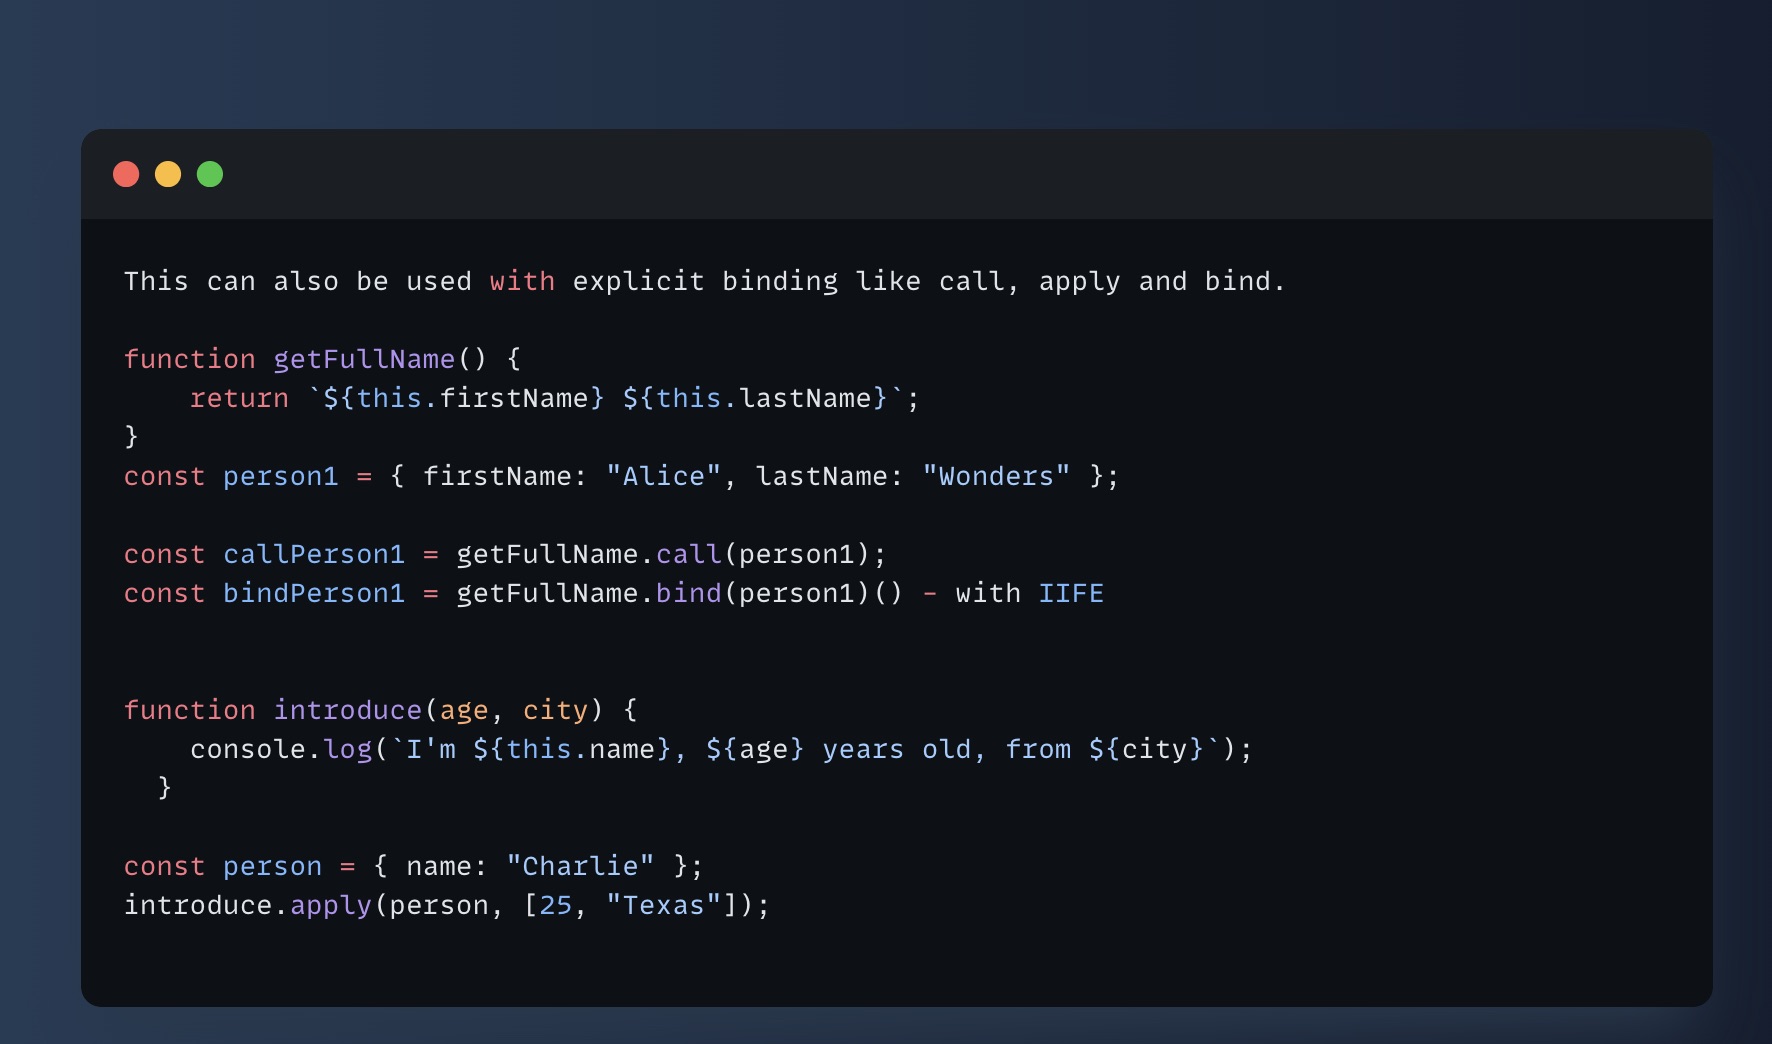 This can also be used with explicit binding like call, apply and bind.
function getFullName() {
    return `${this.firstName} ${this.lastName}`;
}
const person1 = { firstName: "Alice", lastName: "Wonders" };
const callPerson1 = getFullName.call(person1);
const bindPerson1 = getFullName.bind(person1)() - with IIFE
function introduce(age, city) {
    console.log(`I'm ${this.name}, ${age} years old, from ${city}`);
  }
const person = { name: "Charlie" };
introduce.apply(person, [25, "Texas"]);